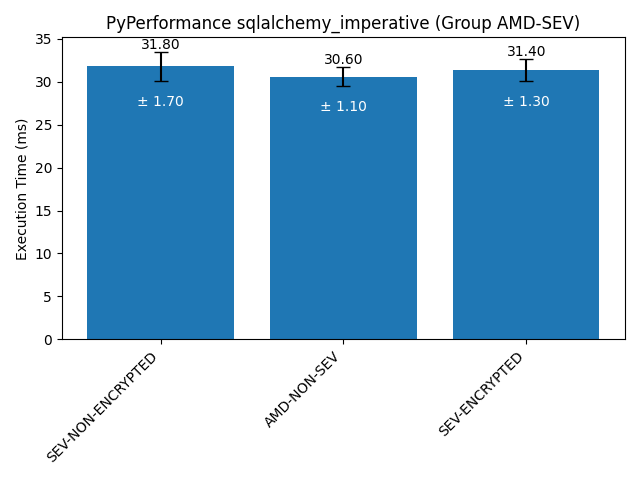 PyPerformance sqlalchemy_imperative (Group AMD-SEV)
Execution Time (ms)
35
30
25
20
15
10
5
0
31.80
30.60
31.40
± 1.70
± 1.10
± 1.30
SEV-NON-ENCRYPTED
AMD-NON-SEV
SEV-ENCRYPTED